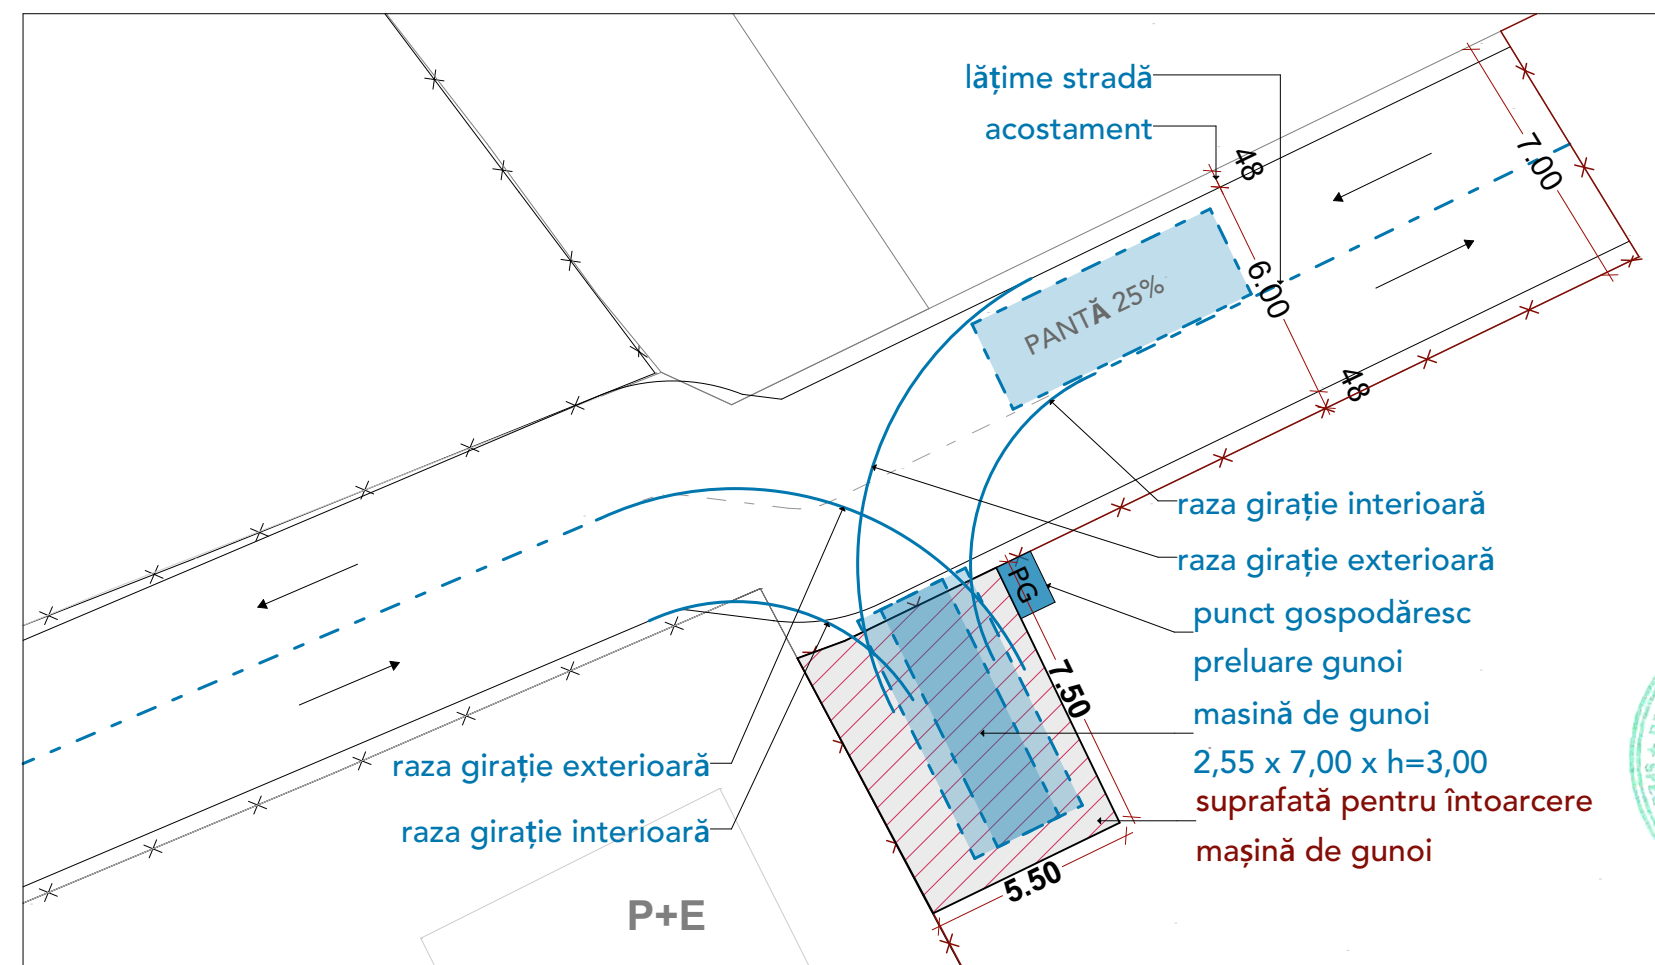 lățime stradă
acostament
48
7.00
6.00
PANTĂ 25%
48
raza girație interioară
raza girație exterioară
PG
punct gospodăresc
preluare gunoi
7.50
masină de gunoi
2,55 x 7,00 x h=3,00
raza girație exterioară
suprafată pentru întoarcere
raza girație interioară
mașină de gunoi
5.50
P+E